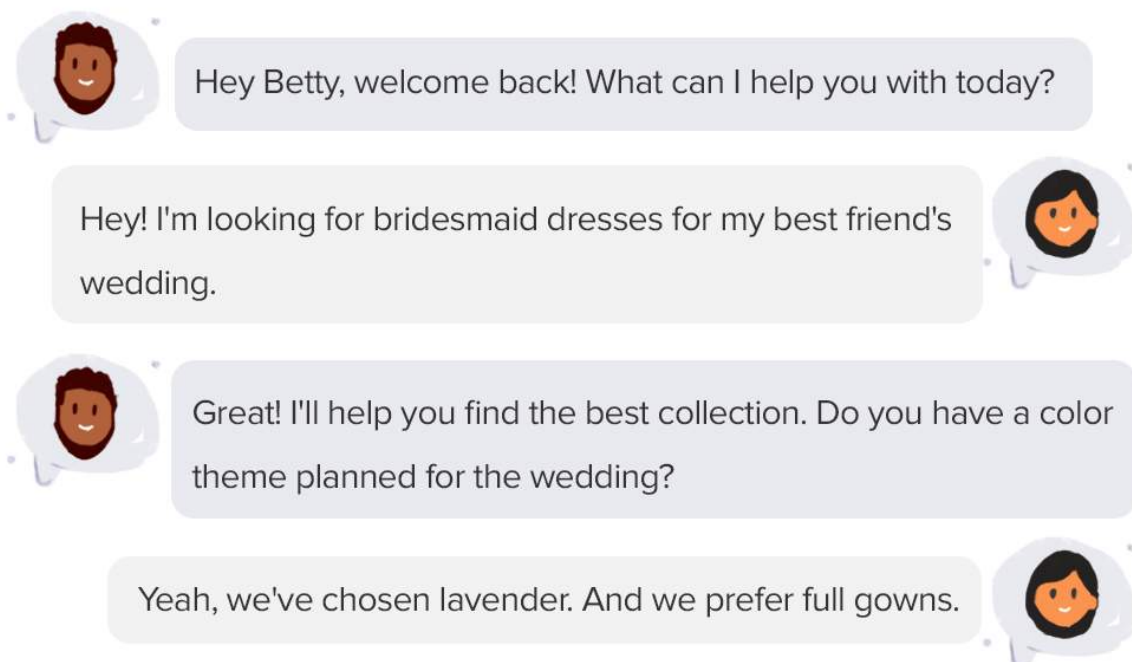 Hey Betty, welcome back! What can I help you with today?
Hey! I'm looking for bridesmaid dresses for my best friend's
wedding.
Great! I'll help you find the best collection. Do you have a color
theme planned for the wedding?
Yeah, we've chosen lavender. And we prefer full gowns.